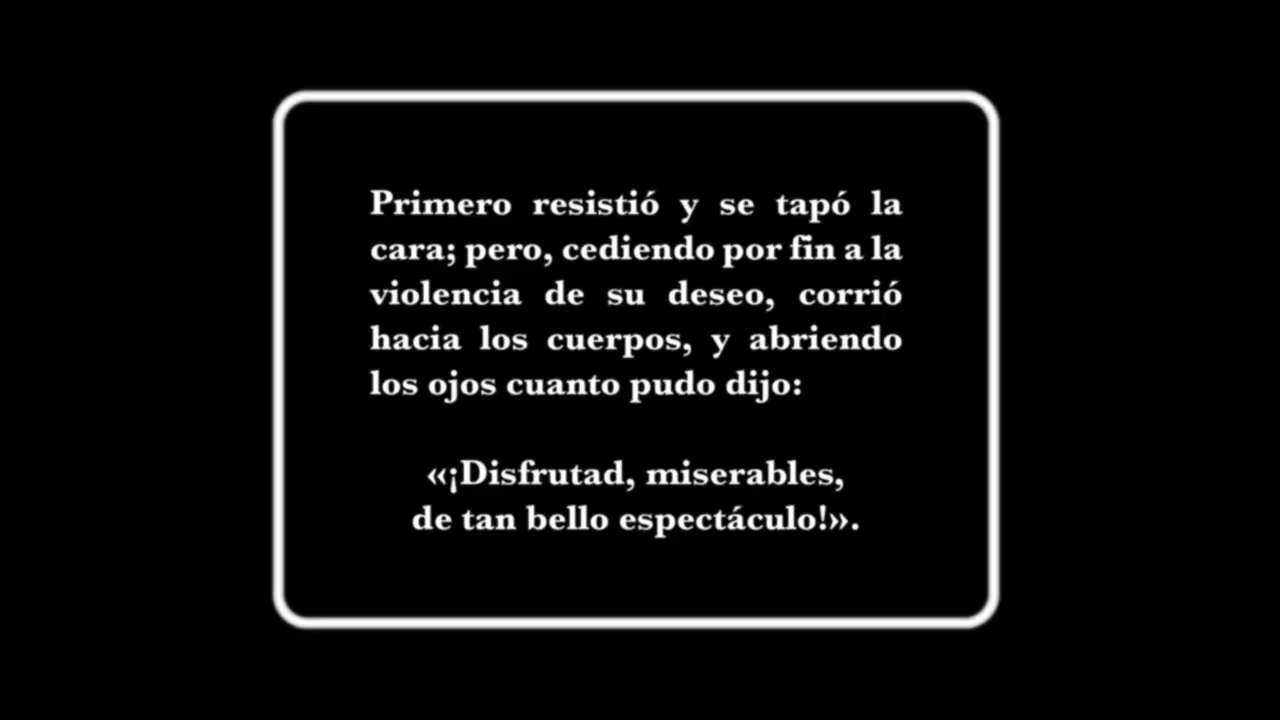 Primero resistió y se tapó la
cara; pero, cediendo por fin a la
violencia de su deseo, corrió
hacia los cuerpos, y abriendo
los ojos cuanto pudo dijo:
«¡Disfrutad, miserables,
de tan bello espectáculo!».